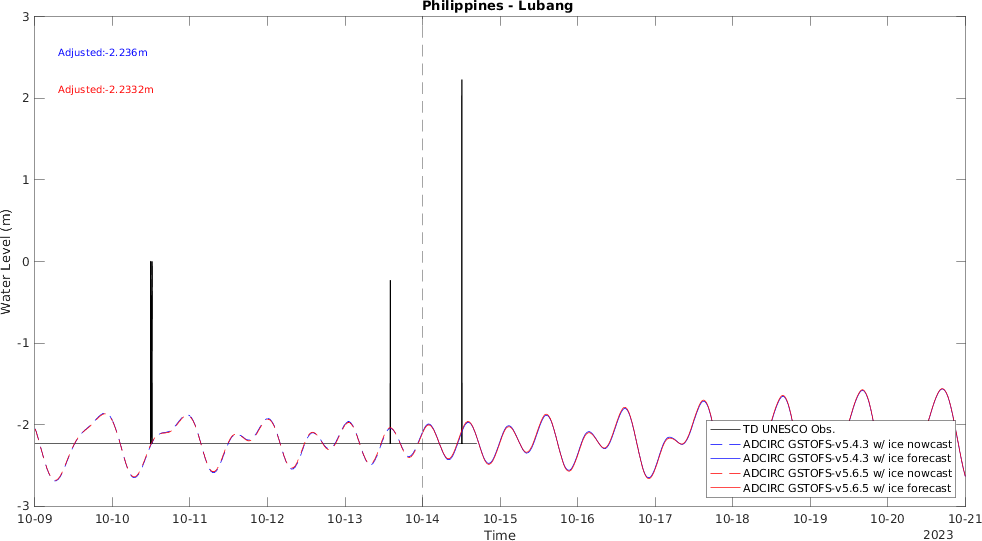 Philippines - Lubang
3
Adjusted:-2.236m
Adjusted:-2.2332m
2
1
0
-1
-2
-3
Water Level (m)
TD UNESCO Obs.
ADCIRC GSTOFS-v5.4.3 w/ ice nowcast
ADCIRC GSTOFS-v5.4.3 w/ ice forecast
ADCIRC GSTOFS-v5.6.5 w/ ice nowcast
ADCIRC GSTOFS-v5.6.5 w/ ice forecast
10-09 10-10 10-11 10-12 10-13 10-14 10-15 10-16 10-17 10-18 10-19 10-20 10-21
Time
2023